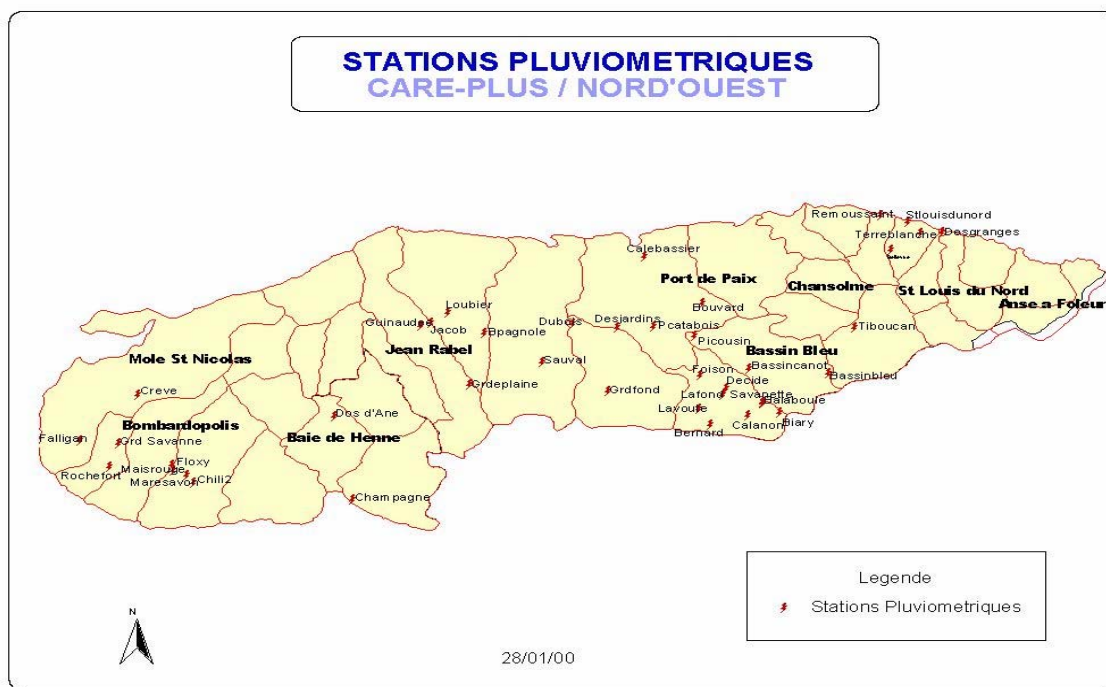 STATIONS PLUVIOMETRIQUES
CARE-PLUS / NORD'OUEST
Remoussaint
Stlouisdunord
Terreblanche
Desgranges
Calebassier
Port de Paix
Chansolme
St Louis du Nord
Anse a Foleur
Bouvard
Loubier
Guinaudee
Jacob
Bpagnole
Dubois
Desjardins
Pcatabois
Tiboucan
Picousin
Jean Rabel
Bassin Bleu
Mole St Nicolas
Sauval
Bassincanot
Foison
Bassinbleu
Creve
Grdeplaine
Grdfond
Decide
Lafond
Savanette
Balaboule
Lavoute
Dos d'Ane
Calanon
Biary
Bernard
Bombardopolis
Baie de Henne
Falligan
Grd Savanne
Floxy
Rochefort
Maisrouge
Maresavon
Chili2
Champagne
Legende
Stations Pluviometriques
N
28/01/00